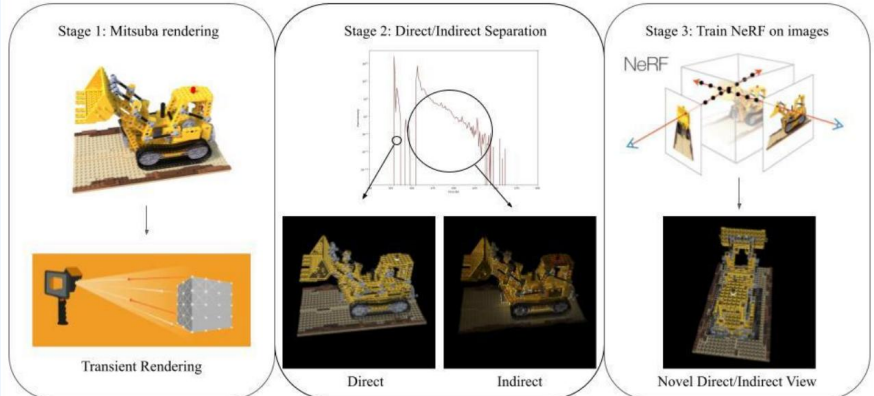 Stage 1: Mitsuba rendering
Transient Rendering
Stage 2: Direct/Indirect Separation
Direct
Indirect
Stage 3: Train NeRF on images
NeRF
Novel Direct/Indirect View